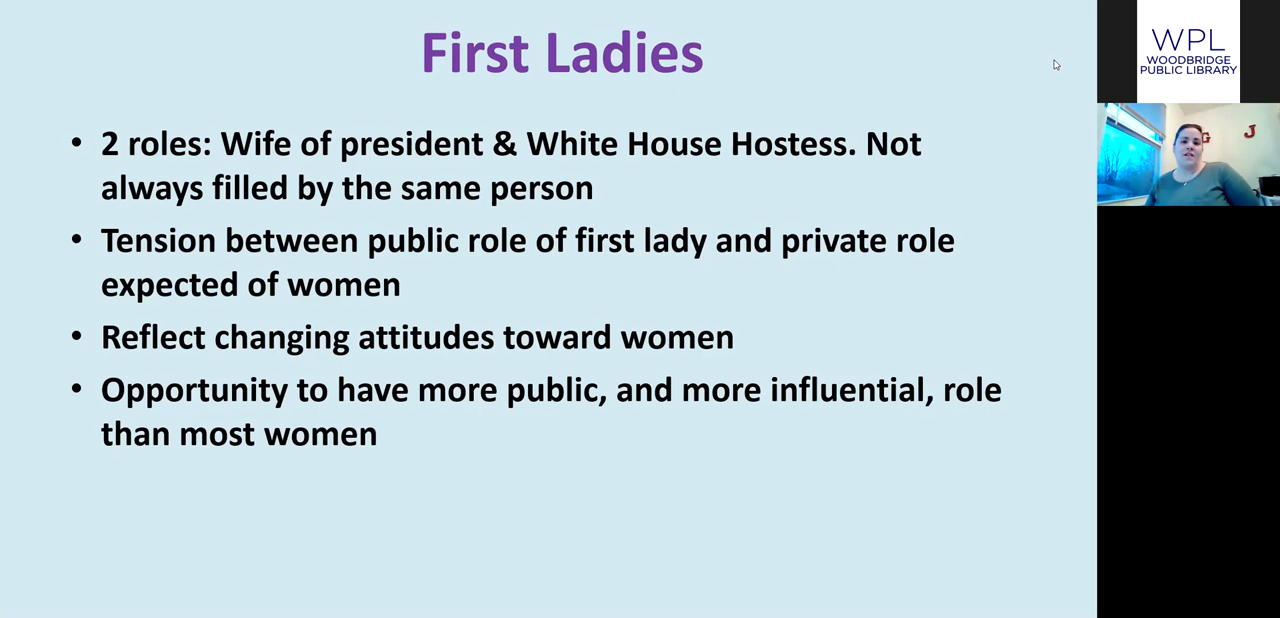 First Ladies
• 2 roles: Wife of president & White House Hostess. Not
always filled by the same person
• Tension between public role of first lady and private role
expected of women
• Reflect changing attitudes toward women
• Opportunity to have more public, and more influential, role
than most women
WPL
WOODBRIDGE
PUBLIC LIBRARY
G J